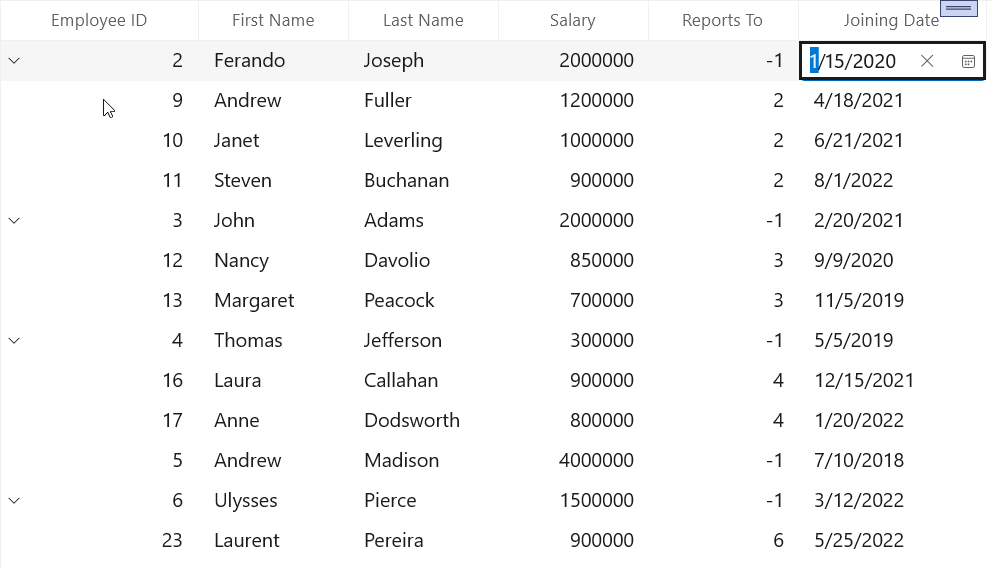 Employee ID First Name Last Name Salary Reports To Joining Date
2 Ferando Joseph 2000000 -1 1/15/2020
9 Andrew Fuller 1200000 2 4/18/2021
10 Janet Leverling 1000000 2 6/21/2021
11 Steven Buchanan 900000 2 8/1/2022
3 John Adams 2000000 -1 2/20/2021
12 Nancy Davolio 850000 3 9/9/2020
13 Margaret Peacock 700000 3 11/5/2019
4 Thomas Jefferson 300000 -1 5/5/2019
16 Laura Callahan 900000 4 12/15/2021
17 Anne Dodsworth 800000 4 1/20/2022
5 Andrew Madison 4000000 -1 7/10/2018
6 Ulysses Pierce 1500000 -1 3/12/2022
23 Laurent Pereira 900000 6 5/25/2022